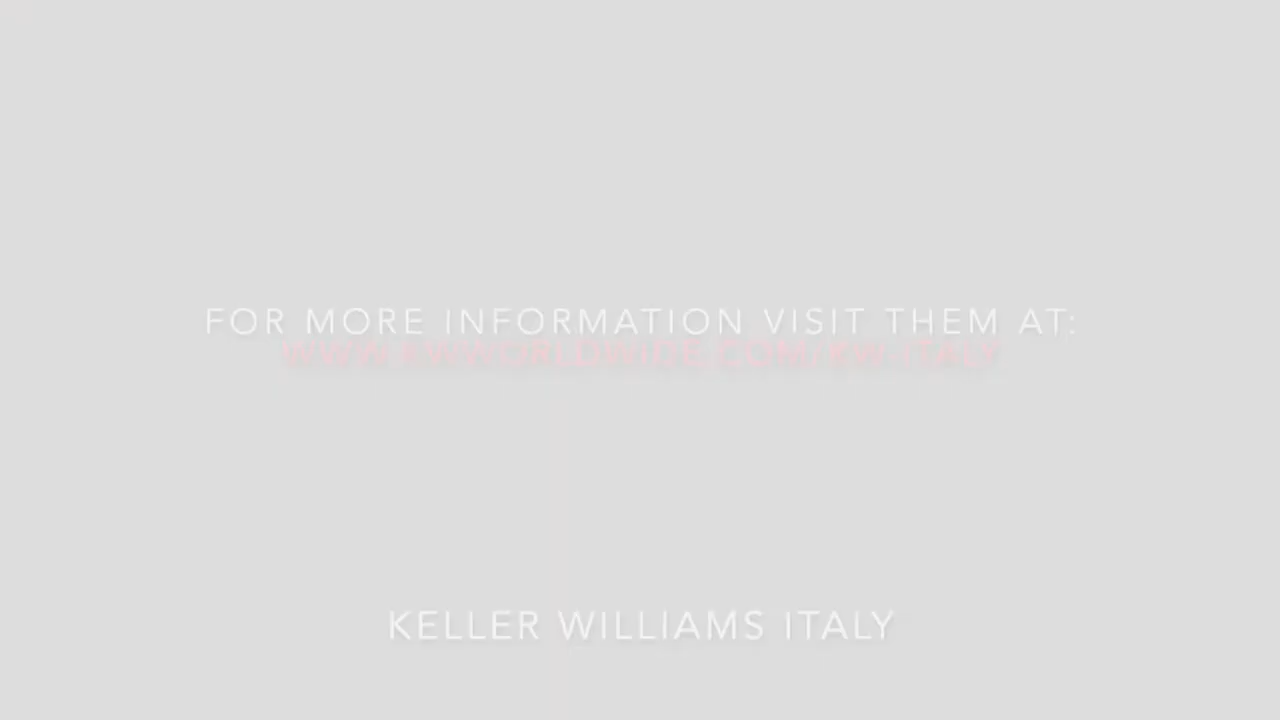 FOR MORE INFORMATION VISIT THEM AT:
WWW.KWWORLDWIDE.COM/KW-ITALY
KELLER WILLIAMS ITALY